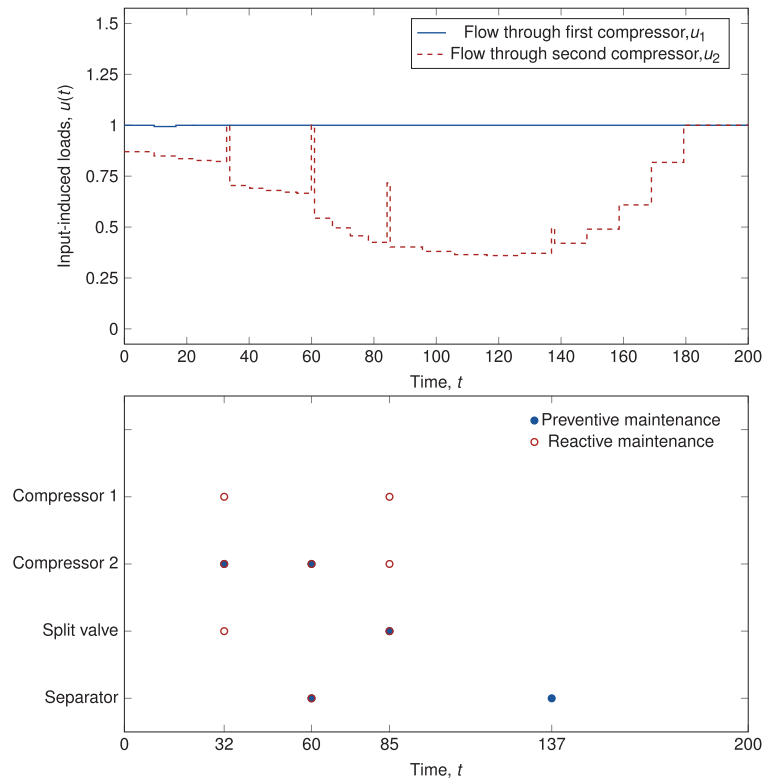 Input-induced loads, u(t)
1.5
1.25
1
0.75
0.5
0.25
0
Flow through first compressor,u1
Flow through second compressor,u2
0 20 40 60 80 100 120 140 160 180 200
Time, t
Preventive maintenance
Reactive maintenance
Compressor 1
Compressor 2
Split valve
Separator
0 32 60 85 137 200
Time, t